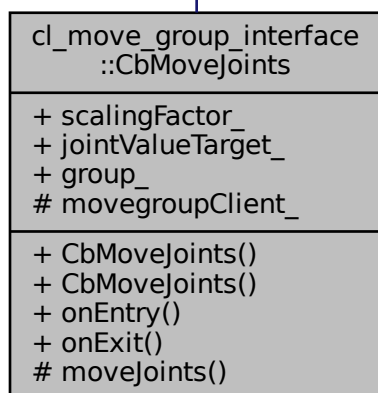 cl_move_group_interface
::CbMoveJoints
+ scalingFactor_
+ jointValueTarget_
+ group_
# movegroupClient_
+ CbMoveJoints()
+ CbMoveJoints()
+ onEntry()
+ onExit()
# moveJoints()